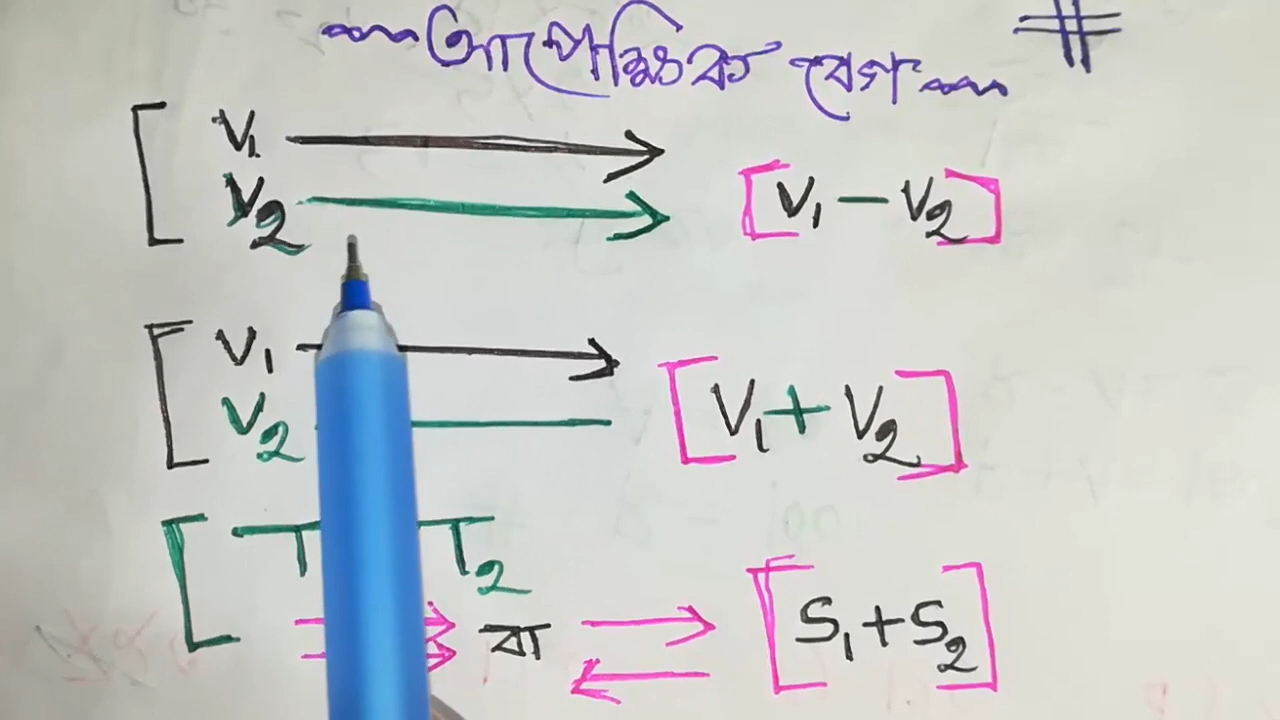 আপেক্ষিক বেগ #
V₁
V₂ [V₁ - V₂]
V₁
V₂ [V₁ + V₂]
T T₂
বা [S₁ + S₂]